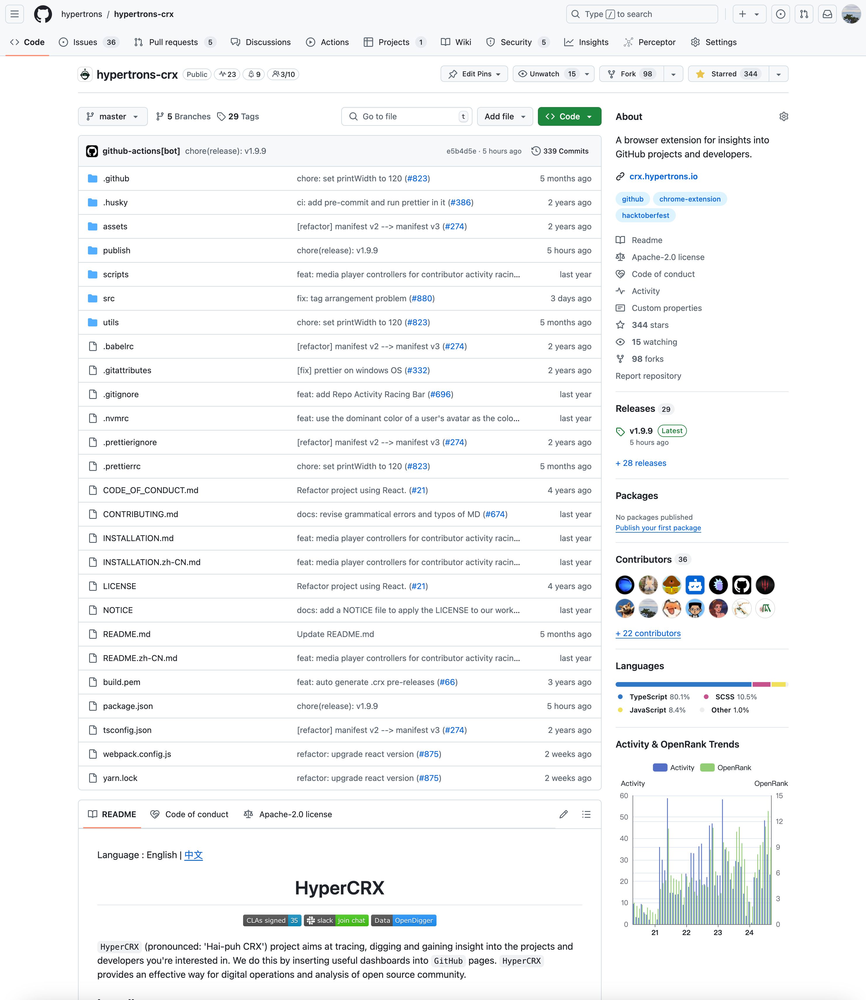 hypertrons / hypertrons-crx
Type / to search
Code
Issues 36
Pull requests 5
Discussions
Actions
Projects 1
Wiki
Security 5
Insights
Perceptor
Settings
hypertrons-crx Public 23 9 3/10
Edit Pins
Unwatch 15
Fork 98
Starred 344
master
5 Branches
29 Tags
Go to file t
Add file
Code
github-actions[bot] chore(release): v1.9.9 e5b4d5e · 5 hours ago 339 Commits
.github chore: set printWidth to 120 (#823) 5 months ago
.husky ci: add pre-commit and run prettier in it (#386) 2 years ago
assets [refactor] manifest v2 --> manifest v3 (#274) 2 years ago
publish chore(release): v1.9.9 5 hours ago
scripts feat: media player controllers for contributor activity racin... last year
src fix: tag arrangement problem (#880) 3 days ago
utils chore: set printWidth to 120 (#823) 5 months ago
.babelrc [refactor] manifest v2 --> manifest v3 (#274) 2 years ago
.gitattributes [fix] prettier on windows OS (#332) 2 years ago
.gitignore feat: add Repo Activity Racing Bar (#696) last year
.nvmrc feat: use the dominant color of a user's avatar as the colo... last year
.prettierignore [refactor] manifest v2 --> manifest v3 (#274) 2 years ago
.prettierrc chore: set printWidth to 120 (#823) 5 months ago
CODE_OF_CONDUCT.md Refactor project using React. (#21) 4 years ago
CONTRIBUTING.md docs: revise grammatical errors and typos of MD (#674) last year
INSTALLATION.md feat: media player controllers for contributor activity racin... last year
INSTALLATION.zh-CN.md feat: media player controllers for contributor activity racin... last year
LICENSE Refactor project using React. (#21) 4 years ago
NOTICE docs: add a NOTICE file to apply the LICENSE to our work... last year
README.md Update README.md 5 months ago
README.zh-CN.md feat: media player controllers for contributor activity racin... last year
build.pem feat: auto generate .crx pre-releases (#66) 3 years ago
package.json chore(release): v1.9.9 5 hours ago
tsconfig.json [refactor] manifest v2 --> manifest v3 (#274) 2 years ago
webpack.config.js refactor: upgrade react version (#875) 2 weeks ago
yarn.lock refactor: upgrade react version (#875) 2 weeks ago
README
Code of conduct
Apache-2.0 license
Language : English | 中文
HyperCRX
CLAs signed 35 slack join chat Data OpenDigger
HyperCRX (pronounced: 'Hai-puh CRX') project aims at tracing, digging and gaining insight into the projects and
developers you're interested in. We do this by inserting useful dashboards into GitHub pages. HyperCRX
provides an effective way for digital operations and analysis of open source community.
About
A browser extension for insights into
GitHub projects and developers.
crx.hypertrons.io
github chrome-extension
hacktoberfest
Readme
Apache-2.0 license
Code of conduct
Activity
Custom properties
344 stars
15 watching
98 forks
Report repository
Releases 29
v1.9.9 Latest
5 hours ago
+ 28 releases
Packages
No packages published
Publish your first package
Contributors 36
+ 22 contributors
Languages
TypeScript 80.1% SCSS 10.5%
JavaScript 8.4% Other 1.0%
Activity & OpenRank Trends
Activity OpenRank
Activity OpenRank
60 15
50 12
40 9
30
20 6
10 3
0 0
21 22 23 24